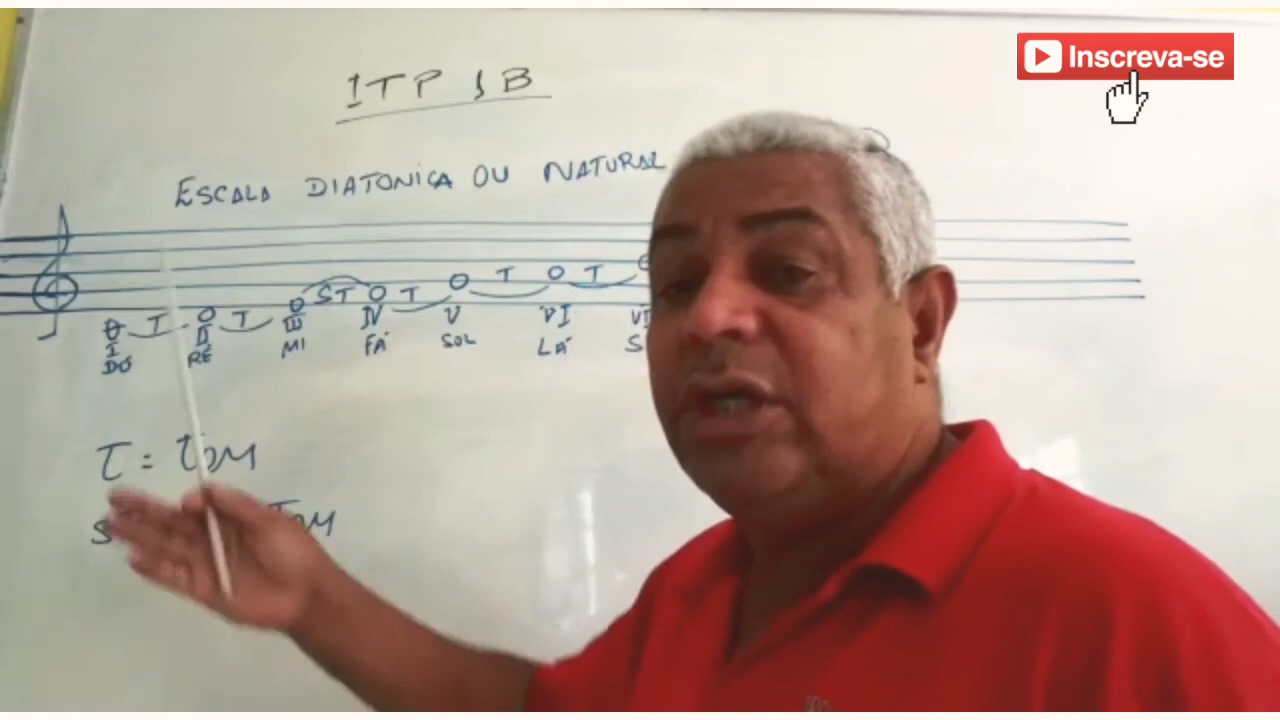 Inscreva-se
ITP 1B
ESCALA DIATONICA OU NATURAL
T T ST T T T
I II III IV V VI
DÓ RÉ MI FÁ SOL LÁ
T = TOM